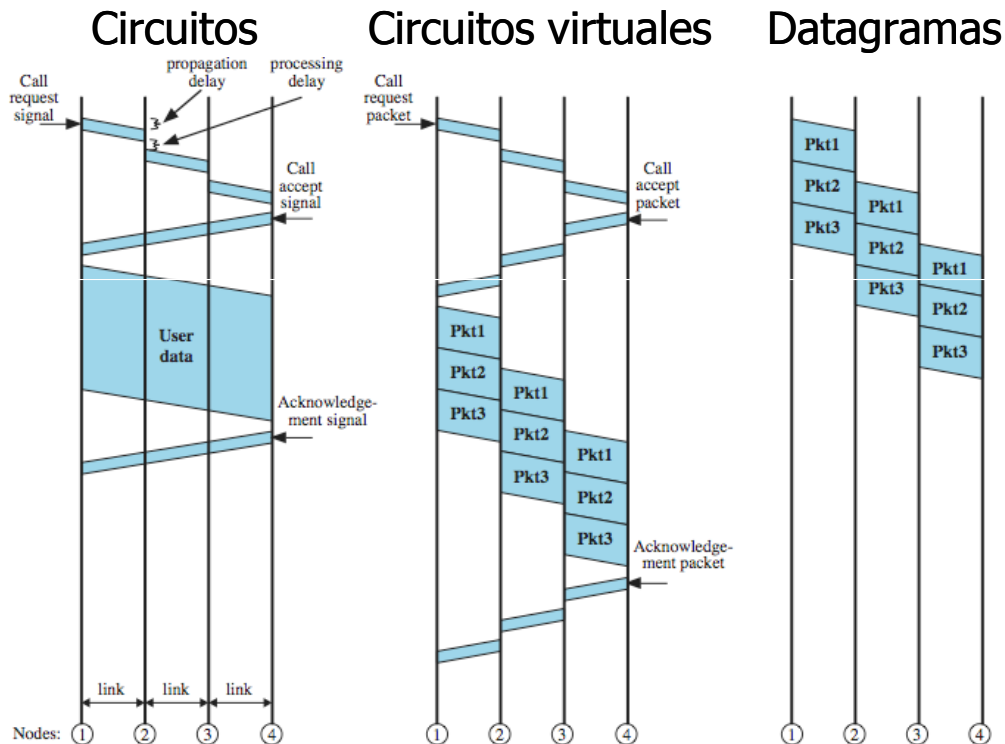 Circuitos
Circuitos virtuales
Datagramas
propagation
delay
processing
delay
Call
request
signal
Call
accept
signal
User
data
Acknowledge-
ment signal
link
link
link
Nodes:
1
2
3
4
Call
request
packet
Call
accept
packet
Pkt1
Pkt2
Pkt3
Pkt1
Pkt2
Pkt3
Pkt1
Pkt2
Pkt3
Acknowledge-
ment packet
1
2
3
4
Pkt1
Pkt2
Pkt3
Pkt1
Pkt2
Pkt3
Pkt1
Pkt2
Pkt3
1
2
3
4